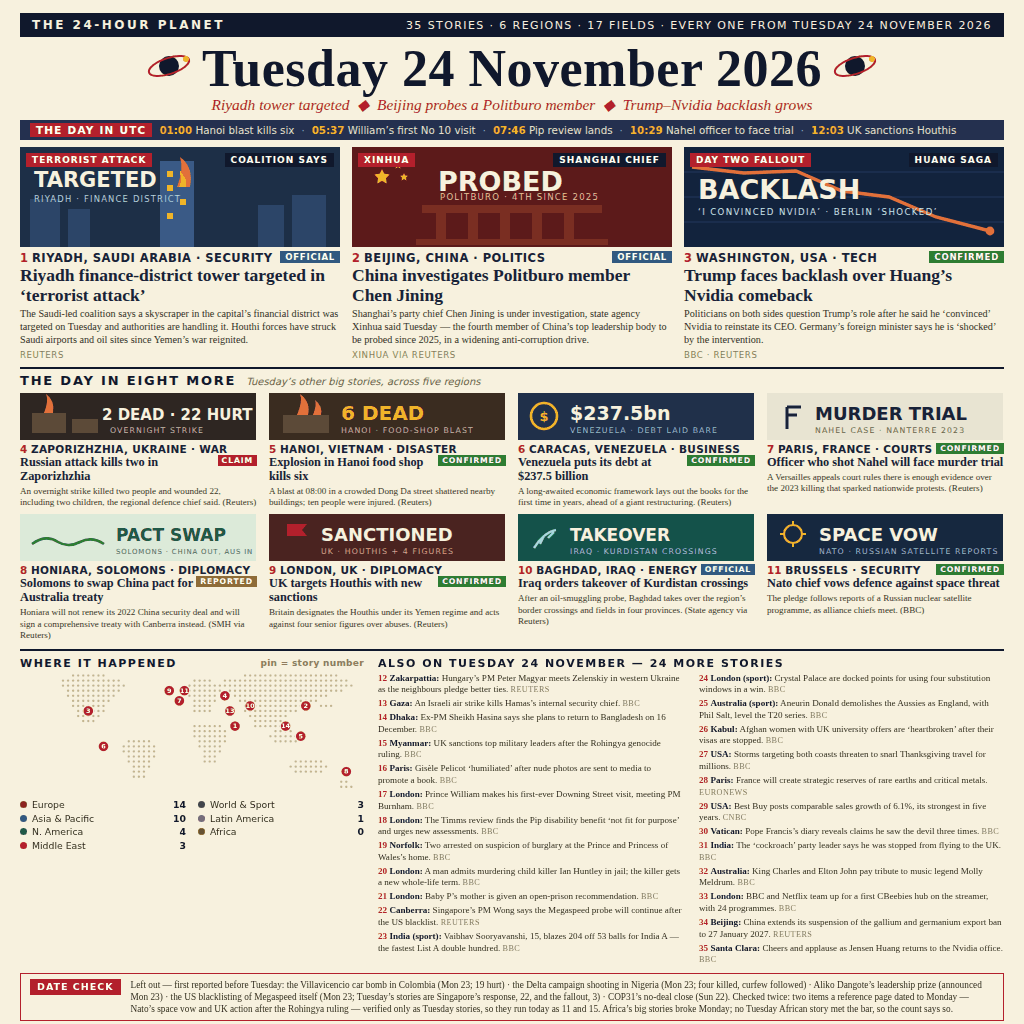 THE 24-HOUR PLANET
35 STORIES · 6 REGIONS · 17 FIELDS · EVERY ONE FROM TUESDAY 24 NOVEMBER 2026
Tuesday 24 November 2026
Riyadh tower targeted ◆ Beijing probes a Politburo member ◆ Trump–Nvidia backlash grows
THE DAY IN UTC 01:00 Hanoi blast kills six · 05:37 William’s first No 10 visit · 07:46 Pip review lands · 10:29 Nahel officer to face trial · 12:03 UK sanctions Houthis
TERRORIST ATTACK COALITION SAYS
TARGETED
RIYADH · FINANCE DISTRICT
1 RIYADH, SAUDI ARABIA · SECURITY OFFICIAL
Riyadh finance-district tower targeted in
‘terrorist attack’
The Saudi-led coalition says a skyscraper in the capital’s financial district was
targeted on Tuesday and authorities are handling it. Houthi forces have struck
Saudi airports and oil sites since Yemen’s war reignited.
REUTERS
XINHUA SHANGHAI CHIEF
PROBED
POLITBURO · 4TH SINCE 2025
2 BEIJING, CHINA · POLITICS OFFICIAL
China investigates Politburo member
Chen Jining
Shanghai’s party chief Chen Jining is under investigation, state agency
Xinhua said Tuesday — the fourth member of China’s top leadership body to
be probed since 2025, in a widening anti-corruption drive.
XINHUA VIA REUTERS
DAY TWO FALLOUT HUANG SAGA
BACKLASH
‘I CONVINCED NVIDIA’ · BERLIN ‘SHOCKED’
3 WASHINGTON, USA · TECH CONFIRMED
Trump faces backlash over Huang’s
Nvidia comeback
Politicians on both sides question Trump’s role after he said he ‘convinced’
Nvidia to reinstate its CEO. Germany’s foreign minister says he is ‘shocked’
by the intervention.
BBC · REUTERS
THE DAY IN EIGHT MORE Tuesday’s other big stories, across five regions
2 DEAD · 22 HURT
OVERNIGHT STRIKE
4 ZAPORIZHZHIA, UKRAINE · WAR
Russian attack kills two in CLAIM
Zaporizhzhia
An overnight strike killed two people and wounded 22,
including two children, the regional defence chief said. (Reuters)
6 DEAD
HANOI · FOOD-SHOP BLAST
5 HANOI, VIETNAM · DISASTER
Explosion in Hanoi food shop CONFIRMED
kills six
A blast at 08:00 in a crowded Dong Da street shattered nearby
buildings; ten people were injured. (Reuters)
$
$237.5bn
VENEZUELA · DEBT LAID BARE
6 CARACAS, VENEZUELA · BUSINESS
Venezuela puts its debt at CONFIRMED
$237.5 billion
A long-awaited economic framework lays out the books for the
first time in years, ahead of a giant restructuring. (Reuters)
MURDER TRIAL
NAHEL CASE · NANTERRE 2023
7 PARIS, FRANCE · COURTS CONFIRMED
Officer who shot Nahel will face murder trial
A Versailles appeals court rules there is enough evidence over
the 2023 killing that sparked nationwide protests. (Reuters)
PACT SWAP
SOLOMONS · CHINA OUT, AUS IN
8 HONIARA, SOLOMONS · DIPLOMACY
Solomons to swap China pact for REPORTED
Australia treaty
Honiara will not renew its 2022 China security deal and will
sign a comprehensive treaty with Canberra instead. (SMH via
Reuters)
SANCTIONED
UK · HOUTHIS + 4 FIGURES
9 LONDON, UK · DIPLOMACY
UK targets Houthis with new CONFIRMED
sanctions
Britain designates the Houthis under its Yemen regime and acts
against four senior figures over abuses. (Reuters)
TAKEOVER
IRAQ · KURDISTAN CROSSINGS
10 BAGHDAD, IRAQ · ENERGY OFFICIAL
Iraq orders takeover of Kurdistan crossings
After an oil-smuggling probe, Baghdad takes over the region’s
border crossings and fields in four provinces. (State agency via
Reuters)
SPACE VOW
NATO · RUSSIAN SATELLITE REPORTS
11 BRUSSELS · SECURITY CONFIRMED
Nato chief vows defence against space threat
The pledge follows reports of a Russian nuclear satellite
programme, as alliance chiefs meet. (BBC)
WHERE IT HAPPENED pin = story number
9 11
7 4
3 13 10 2
1 14
5
6
8
Europe 14 World & Sport 3
Asia & Pacific 10 Latin America 1
N. America 4 Africa 0
Middle East 3
ALSO ON TUESDAY 24 NOVEMBER — 24 MORE STORIES
12 Zakarpattia: Hungary’s PM Peter Magyar meets Zelenskiy in western Ukraine
as the neighbours pledge better ties. REUTERS
13 Gaza: An Israeli air strike kills Hamas’s internal security chief. BBC
14 Dhaka: Ex-PM Sheikh Hasina says she plans to return to Bangladesh on 16
December. BBC
15 Myanmar: UK sanctions top military leaders after the Rohingya genocide
ruling. BBC
16 Paris: Gisèle Pelicot ‘humiliated’ after nude photos are sent to media to
promote a book. BBC
17 London: Prince William makes his first-ever Downing Street visit, meeting PM
Burnham. BBC
18 London: The Timms review finds the Pip disability benefit ‘not fit for purpose’
and urges new assessments. BBC
19 Norfolk: Two arrested on suspicion of burglary at the Prince and Princess of
Wales’s home. BBC
20 London: A man admits murdering child killer Ian Huntley in jail; the killer gets
a new whole-life term. BBC
21 London: Baby P’s mother is given an open-prison recommendation. BBC
22 Canberra: Singapore’s PM Wong says the Megaspeed probe will continue after
the US blacklist. REUTERS
23 India (sport): Vaibhav Sooryavanshi, 15, blazes 204 off 53 balls for India A —
the fastest List A double hundred. BBC
24 London (sport): Crystal Palace are docked points for using four substitution
windows in a win. BBC
25 Australia (sport): Aneurin Donald demolishes the Aussies as England, with
Phil Salt, level the T20 series. BBC
26 Kabul: Afghan women with UK university offers are ‘heartbroken’ after their
visas are stopped. BBC
27 USA: Storms targeting both coasts threaten to snarl Thanksgiving travel for
millions. BBC
28 Paris: France will create strategic reserves of rare earths and critical metals.
EURONEWS
29 USA: Best Buy posts comparable sales growth of 6.1%, its strongest in five
years. CNBC
30 Vatican: Pope Francis’s diary reveals claims he saw the devil three times. BBC
31 India: The ‘cockroach’ party leader says he was stopped from flying to the UK.
BBC
32 Australia: King Charles and Elton John pay tribute to music legend Molly
Meldrum. BBC
33 London: BBC and Netflix team up for a first CBeebies hub on the streamer,
with 24 programmes. BBC
34 Beijing: China extends its suspension of the gallium and germanium export ban
to 27 January 2027. REUTERS
35 Santa Clara: Cheers and applause as Jensen Huang returns to the Nvidia office.
BBC
DATE CHECK
Left out — first reported before Tuesday: the Villavicencio car bomb in Colombia (Mon 23; 19 hurt) · the Delta campaign shooting in Nigeria (Mon 23; four killed, curfew followed) · Aliko Dangote’s leadership prize (announced
Mon 23) · the US blacklisting of Megaspeed itself (Mon 23; Tuesday’s stories are Singapore’s response, 22, and the fallout, 3) · COP31’s no-deal close (Sun 22). Checked twice: two items a reference page dated to Monday —
Nato’s space vow and UK action after the Rohingya ruling — verified only as Tuesday stories, so they run today as 11 and 15. Africa’s big stories broke Monday; no Tuesday African story met the bar, so the count says so.